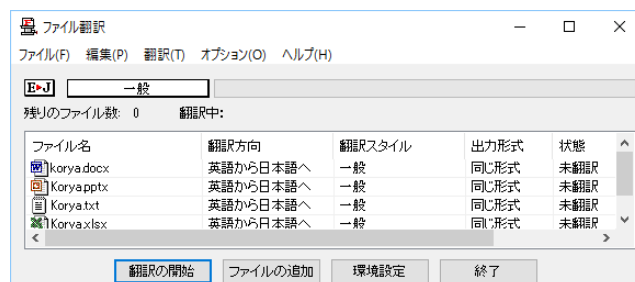 ファイル翻訳
ファイル(F) 編集(P) 翻訳(T) オプション(O) ヘルプ(H)
E▸J 一般
残りのファイル数: 0 翻訳中:
ファイル名 翻訳方向 翻訳スタイル 出力形式 状態
korya.docx 英語から日本語へ 一般 同じ形式 未翻訳
Korya.pptx 英語から日本語へ 一般 同じ形式 未翻訳
Korya.txt 英語から日本語へ 一般 同じ形式 未翻訳
Korya.xlsx 英語から日本語へ 一般 同じ形式 未翻訳
翻訳の開始 ファイルの追加 環境設定 終了